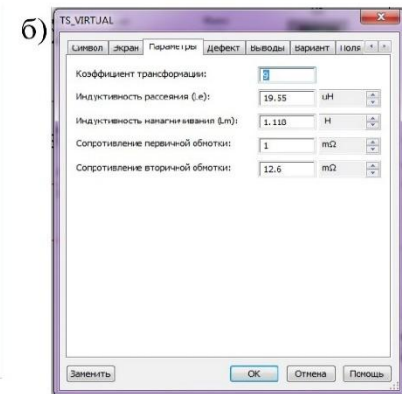 б)
TS_VIRTUAL
Символ Экран Параметры Дефект Выводы Вариант Поля
Коэффициент трансформации: 9
Индуктивность рассеяния (Le): 19.55 uH
Индуктивность намагничивания (Lm): 1.118 H
Сопротивление первичной обмотки: 1 mΩ
Сопротивление вторичной обмотки: 12.6 mΩ
Заменить OK Отмена Помощь